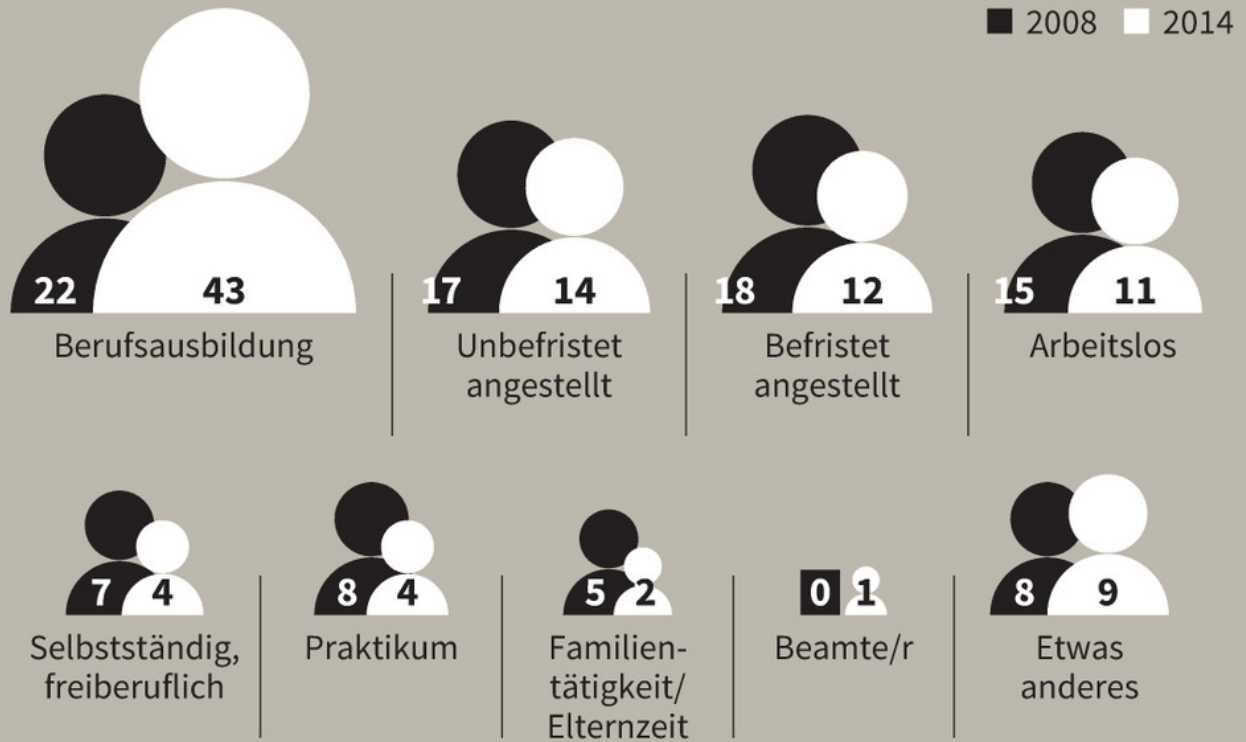 2008 2014
22 43
Berufsausbildung
17 14
Unbefristet
angestellt
18 12
Befristet
angestellt
15 11
Arbeitslos
7 4
Selbstständig,
freiberuflich
8 4
Praktikum
5 2
Familien-
tätigkeit/
Elternzeit
0 1
Beamte/r
8 9
Etwas
anderes